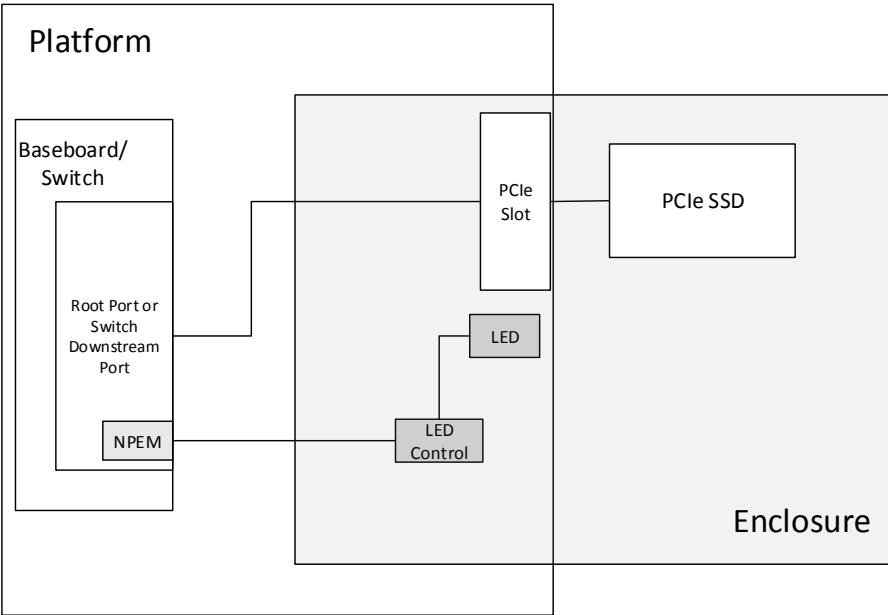 Platform
Baseboard/
Switch
PCIe
Slot
PCIe SSD
Root Port or
Switch
Downstream
Port
LED
NPEM
LED
Control
Enclosure